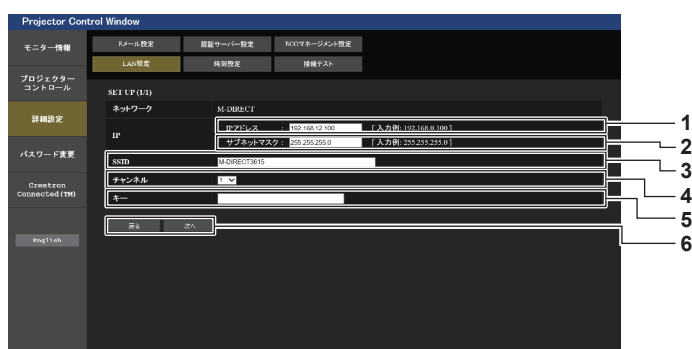 Projector Control Window
モニター情報
プロジェクター
コントロール
詳細設定
パスワード変更
Crestron
Connected(TM)
English
Eメール設定 認証サーバー設定 ECOマネージメント設定
LAN設定 時刻設定 接続テスト
SET UP (1/1)
ネットワーク M-DIRECT
IP
IPアドレス : 192.168.12.100 [入力例: 192.168.0.100]
サブネットマスク: 255.255.255.0 [入力例: 255.255.255.0]
SSID M-DIRECT3615
チャンネル 1
キー
戻る 次へ
1
2
3
4
5
6